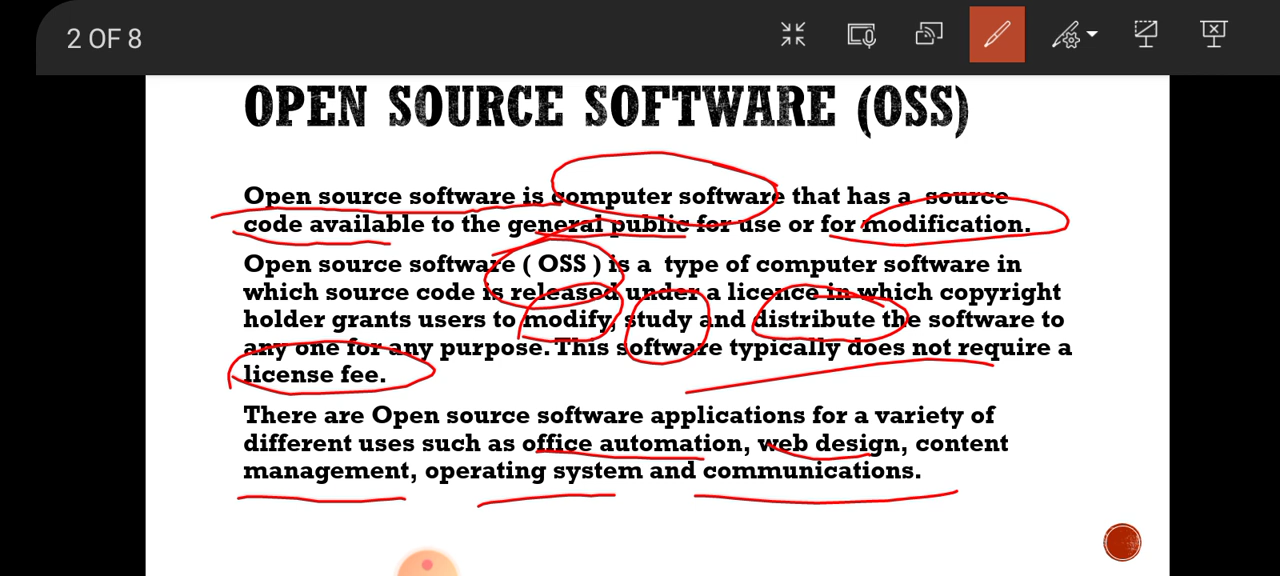 2 OF 8
OPEN SOURCE SOFTWARE (OSS)
Open source software is computer software that has a source
code available to the general public for use or for modification.
Open source software ( OSS ) is a type of computer software in
which source code is released under a licence in which copyright
holder grants users to modify, study and distribute the software to
any one for any purpose. This software typically does not require a
license fee.
There are Open source software applications for a variety of
different uses such as office automation, web design, content
management, operating system and communications.